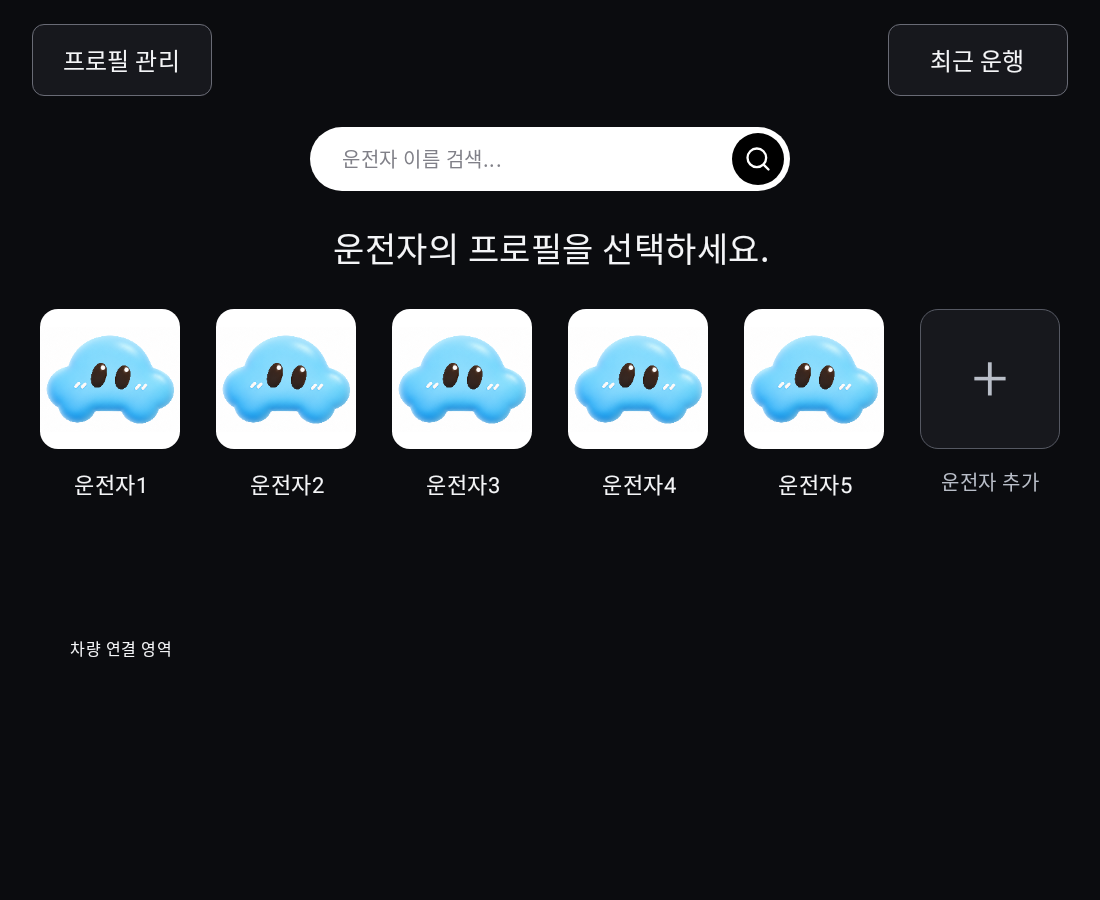 프로필 관리
최근 운행
운전자 이름 검색...
운전자의 프로필을 선택하세요.
운전자1
운전자2
운전자3
운전자4
운전자5
운전자 추가
차량 연결 영역